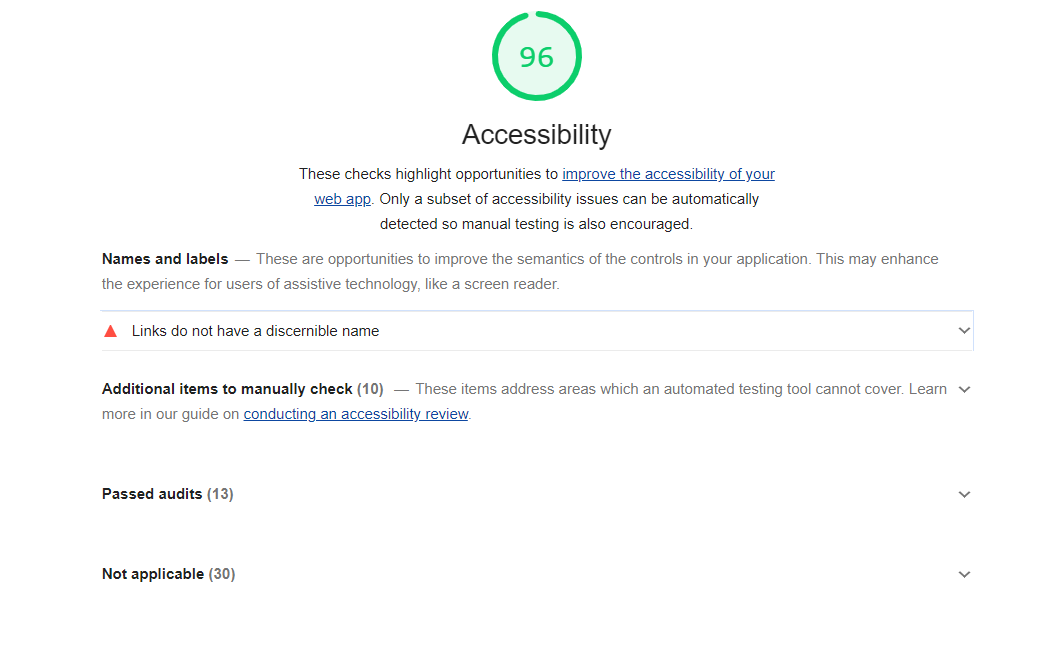 96
Accessibility
These checks highlight opportunities to improve the accessibility of your
web app. Only a subset of accessibility issues can be automatically
detected so manual testing is also encouraged.
Names and labels — These are opportunities to improve the semantics of the controls in your application. This may enhance
the experience for users of assistive technology, like a screen reader.
Links do not have a discernible name
Additional items to manually check (10) — These items address areas which an automated testing tool cannot cover. Learn
more in our guide on conducting an accessibility review.
Passed audits (13)
Not applicable (30)